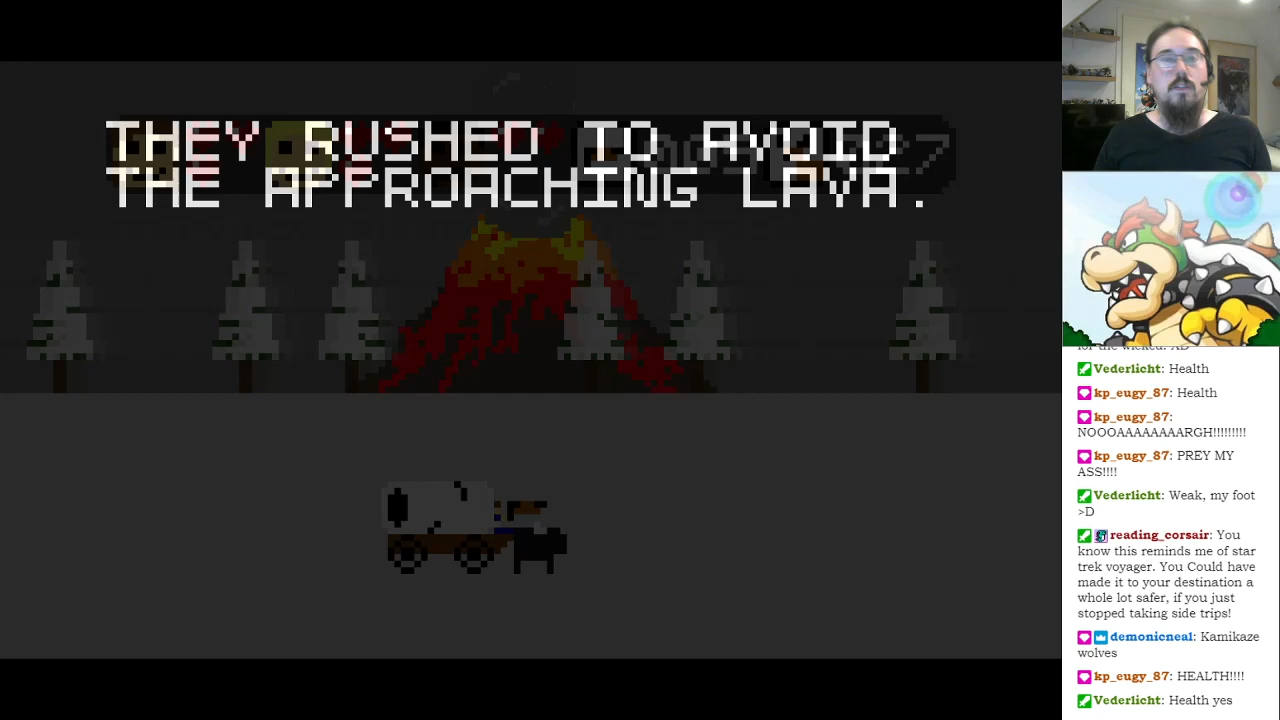 THEY RUSHED TO AVOID
THE APPROACHING LAVA.
Vederlicht: Health
kp_eugy_87: Health
kp_eugy_87:
NOOOAAAAAAAARGH!!!!!!!!!
kp_eugy_87: PREY MY
ASS!!!!
Vederlicht: Weak, my foot
>D
reading_corsair: You
know this reminds me of star
trek voyager. You Could have
made it to your destination a
whole lot safer, if you just
stopped taking side trips!
demonicneal: Kamikaze
wolves
kp_eugy_87: HEALTH!!!!
Vederlicht: Health yes